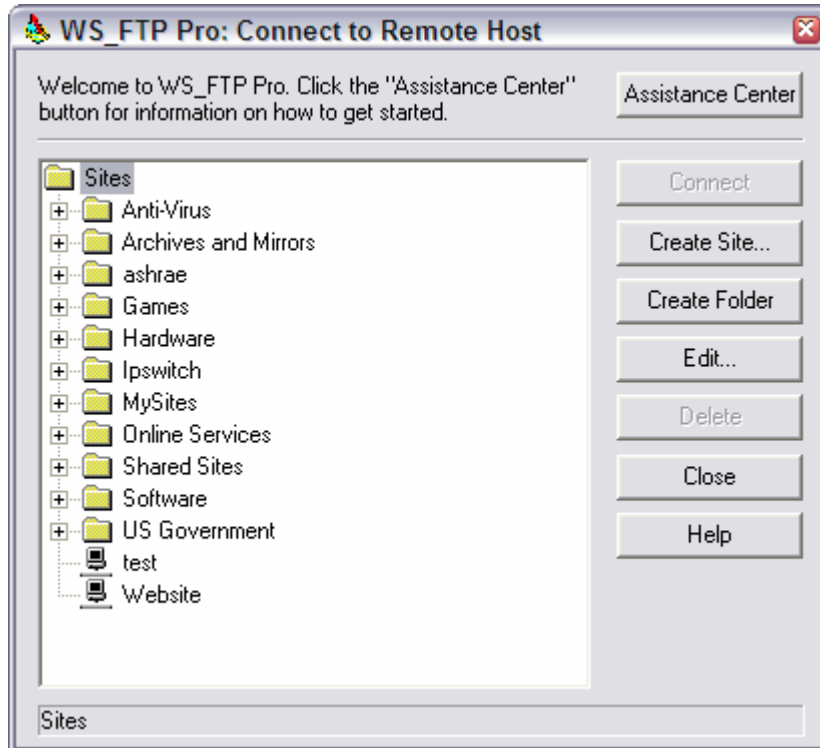 WS_FTP Pro: Connect to Remote Host
Welcome to WS_FTP Pro. Click the "Assistance Center"
button for information on how to get started.
Assistance Center
Sites
Anti-Virus
Archives and Mirrors
ashrae
Games
Hardware
Ipswitch
MySites
Online Services
Shared Sites
Software
US Government
test
Website
Connect
Create Site...
Create Folder
Edit...
Delete
Close
Help
Sites